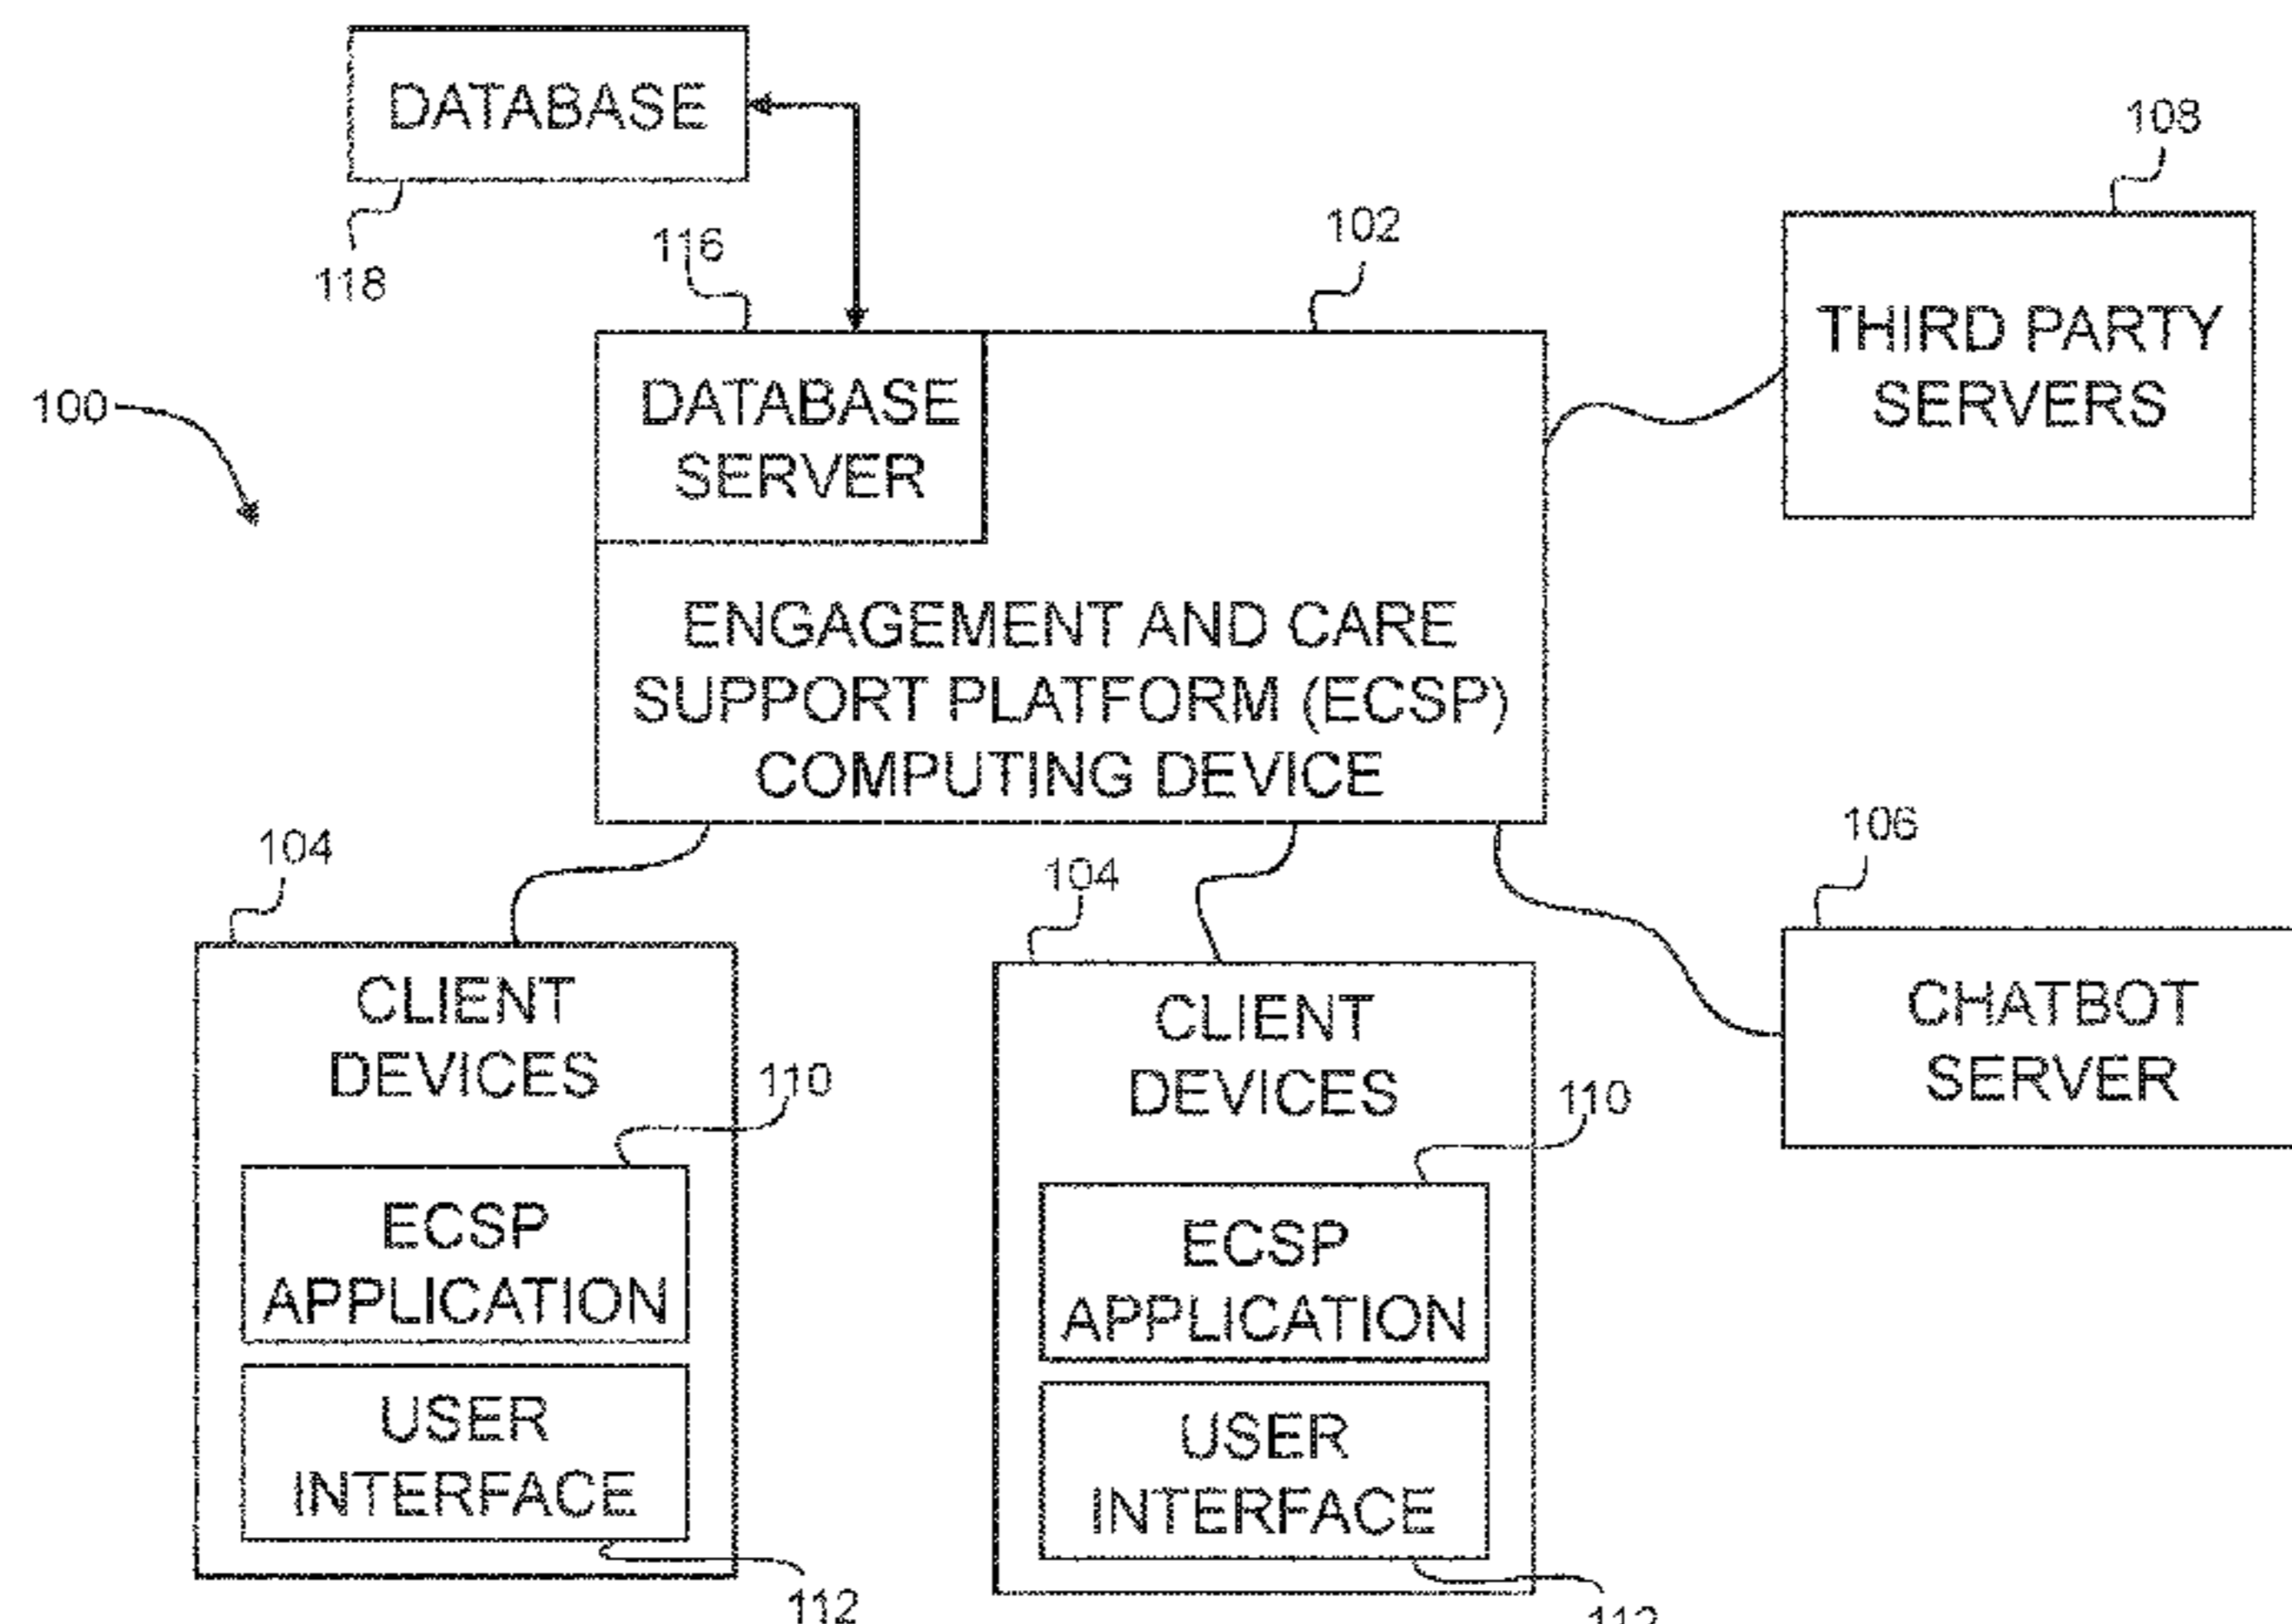 DATABASE
118
116
102
108
100
DATABASE
SERVER
THIRD PARTY
SERVERS
ENGAGEMENT AND CARE
SUPPORT PLATFORM (ECSP)
COMPUTING DEVICE
104
CLIENT
DEVICES
110
ECSP
APPLICATION
USER
INTERFACE
112
104
CLIENT
DEVICES
110
ECSP
APPLICATION
USER
INTERFACE
112
106
CHATBOT
SERVER